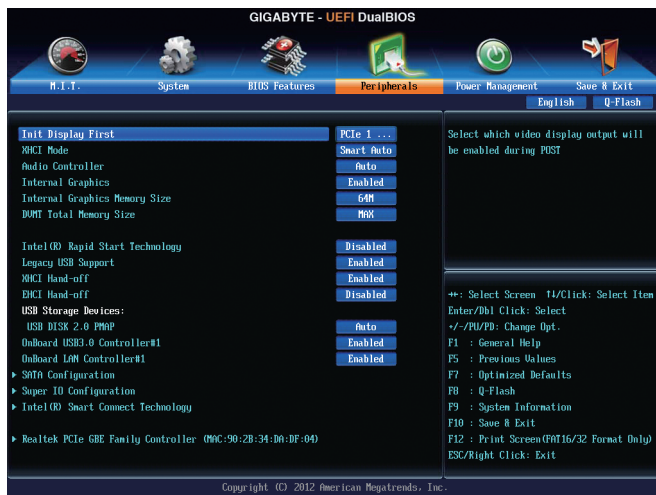 GIGABYTE - UEFI DualBIOS
M.I.T. System BIOS Features Peripherals Power Management Save & Exit
English Q-Flash
Init Display First PCIe 1 ...
XHCI Mode Smart Auto
Audio Controller Auto
Internal Graphics Enabled
Internal Graphics Memory Size 64M
DVMT Total Memory Size MAX
Intel(R) Rapid Start Technology Disabled
Legacy USB Support Enabled
XHCI Hand-off Enabled
EHCI Hand-off Disabled
USB Storage Devices:
USB DISK 2.0 PMAP Auto
OnBoard USB3.0 Controller#1 Enabled
OnBoard LAN Controller#1 Enabled
SATA Configuration
Super IO Configuration
Intel(R) Smart Connect Technology
Realtek PCIe GBE Family Controller (MAC:90:2B:34:DA:DF:04)
Select which video display output will
be enabled during POST
→←: Select Screen ↑↓/Click: Select Item
Enter/Dbl Click: Select
+/-/PU/PD: Change Opt.
F1 : General Help
F5 : Previous Values
F7 : Optimized Defaults
F8 : Q-Flash
F9 : System Information
F10 : Save & Exit
F12 : Print Screen(FAT16/32 Format Only)
ESC/Right Click: Exit
Copyright (C) 2012 American Megatrends, Inc.